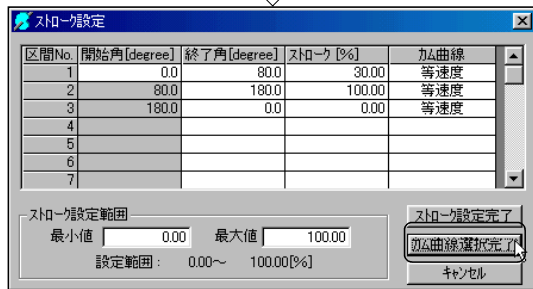 ストローク設定
区間No. 開始角[degree] 終了角[degree] ストローク [%] カム曲線
1 0.0 80.0 30.00 等速度
2 80.0 180.0 100.00 等速度
3 180.0 0.0 0.00 等速度
4
5
6
7
ストローク設定範囲
最小値 0.00 最大値 100.00
設定範囲： 0.00～ 100.00[%]
ストローク設定完了
カム曲線選択完了
キャンセル